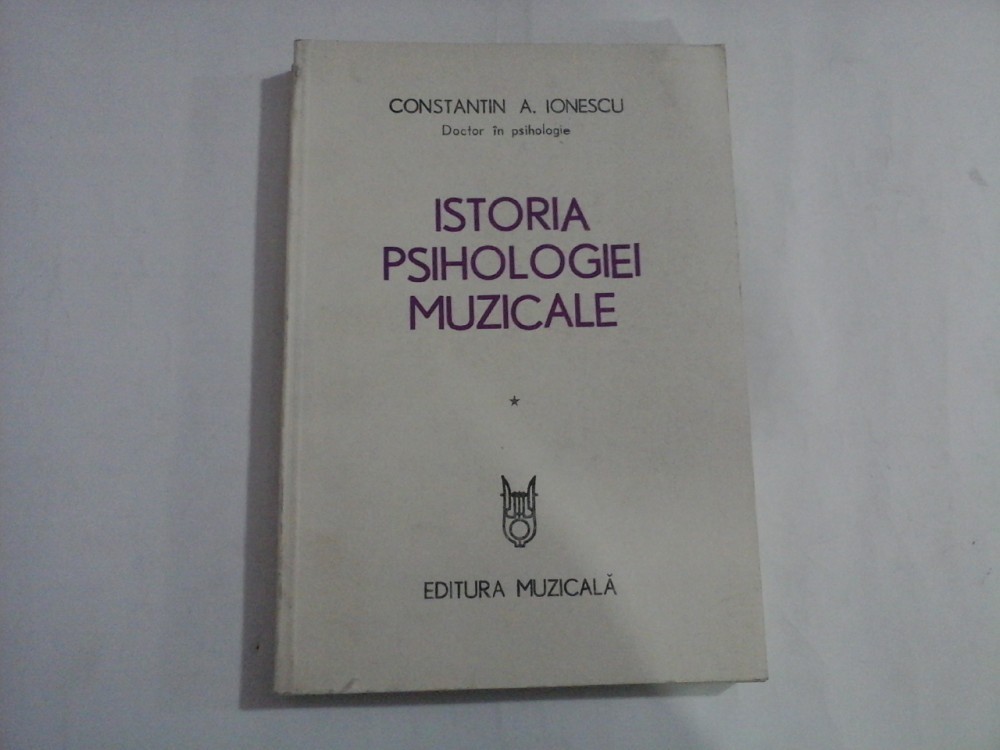 CONSTANTIN A. IONESCU
Doctor în psihologie
ISTORIA
PSIHOLOGIEI
MUZICALE
★
EDITURA MUZICALĂ